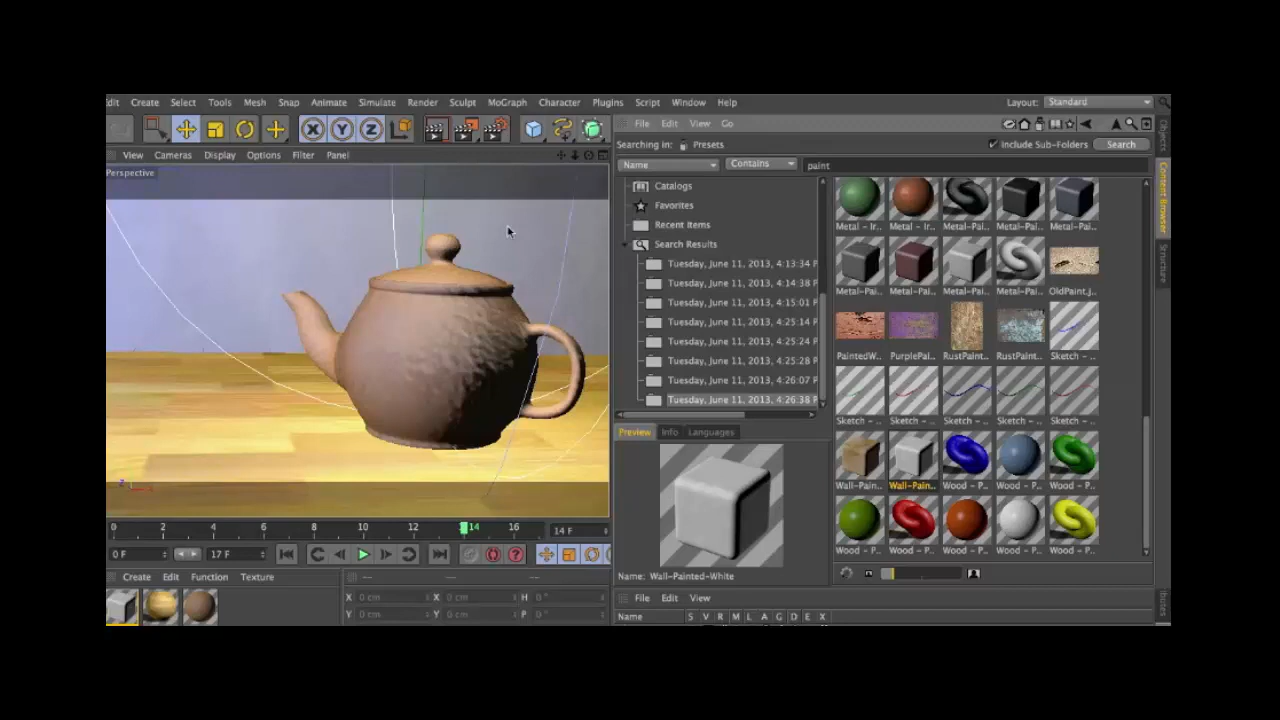 dit Create Select Tools Mesh Snap Animate Simulate Render Sculpt MoGraph Character Plugins Script Window Help Layout: Standard
X Y Z
File Edit View Go
View Cameras Display Options Filter Panel
Searching in: Presets Include Sub-Folders Search
Name Contains paint
Perspective
Catalogs
Favorites
Recent Items
Search Results
Tuesday, June 11, 2013, 4:13:34 P
Tuesday, June 11, 2013, 4:14:38 P
Tuesday, June 11, 2013, 4:15:01 P
Tuesday, June 11, 2013, 4:25:14 P
Tuesday, June 11, 2013, 4:25:24 P
Tuesday, June 11, 2013, 4:25:28 P
Tuesday, June 11, 2013, 4:26:07 P
Tuesday, June 11, 2013, 4:26:38 P
Metal - Ir.. Metal - Ir.. Metal-Pai.. Metal-Pai.. Metal-Pai..
Metal-Pai.. Metal-Pai.. Metal-Pai.. Metal-Pai.. OldPaint.j..
PaintedW.. PurplePai.. RustPaint.. RustPaint.. Sketch - ..
Sketch - .. Sketch - .. Sketch - .. Sketch - .. Sketch - ..
Wall-Pain.. Wall-Pain.. Wood - P.. Wood - P.. Wood - P..
Wood - P.. Wood - P.. Wood - P.. Wood - P.. Wood - P..
Objects
Content Browser
Structure
Preview Info Languages
Name: Wall-Painted-White
0 2 4 6 8 10 12 14 16 14 F
0 F 17 F
Create Edit Function Texture
X 0 cm X 0 cm H 0 °
Y 0 cm Y 0 cm P 0 °
File Edit View
Name S V R M L A G D E X
ibutes